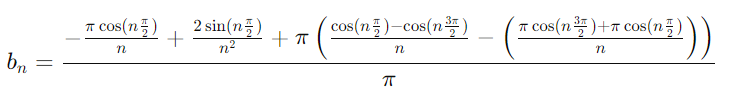 b_n = \frac{-\frac{\pi \cos(n\frac{\pi}{2})}{n} + \frac{2 \sin(n\frac{\pi}{2})}{n^2} + \pi \left( \frac{\cos(n\frac{\pi}{2}) - \cos(n\frac{3\pi}{2})}{n} - \left( \frac{\pi \cos(n\frac{3\pi}{2}) + \pi \cos(n\frac{\pi}{2})}{n} \right) \right)}{\pi}